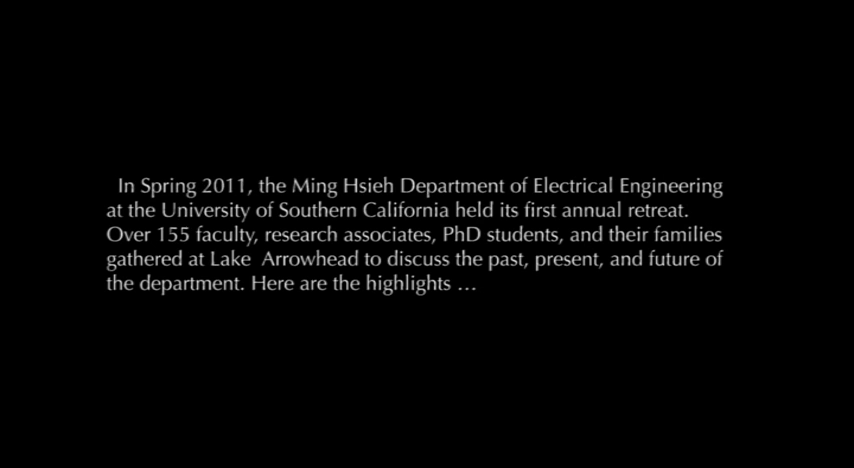 In Spring 2011, the Ming Hsieh Department of Electrical Engineering
at the University of Southern California held its first annual retreat.
Over 155 faculty, research associates, PhD students, and their families
gathered at Lake  Arrowhead to discuss the past, present, and future of
the department. Here are the highlights …